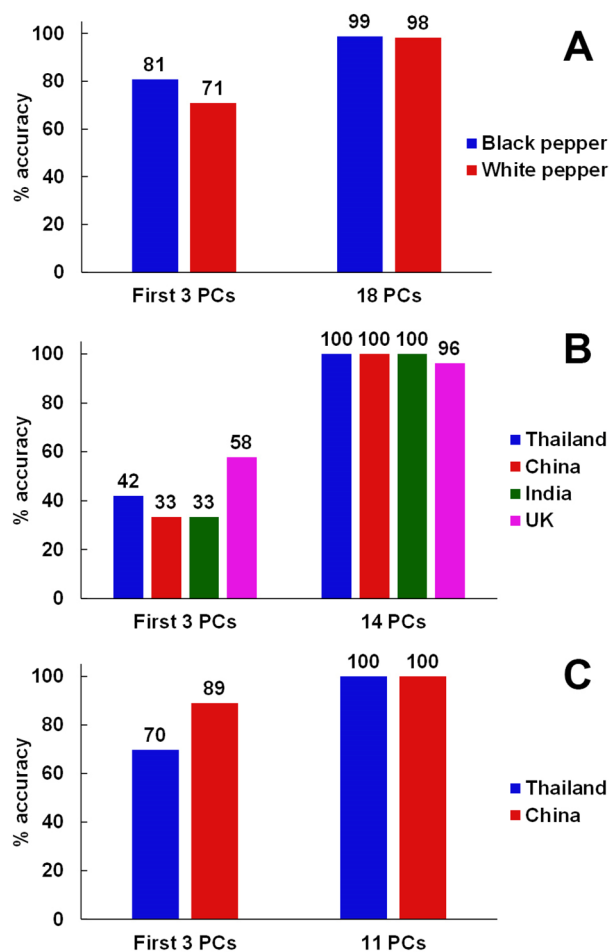 A
% accuracy
100
80
60
40
20
0
81
71
99
98
First 3 PCs
18 PCs
Black pepper
White pepper
B
% accuracy
100
80
60
40
20
0
42
33
33
58
100
100
100
96
First 3 PCs
14 PCs
Thailand
China
India
UK
C
% accuracy
100
80
60
40
20
0
70
89
100
100
First 3 PCs
11 PCs
Thailand
China